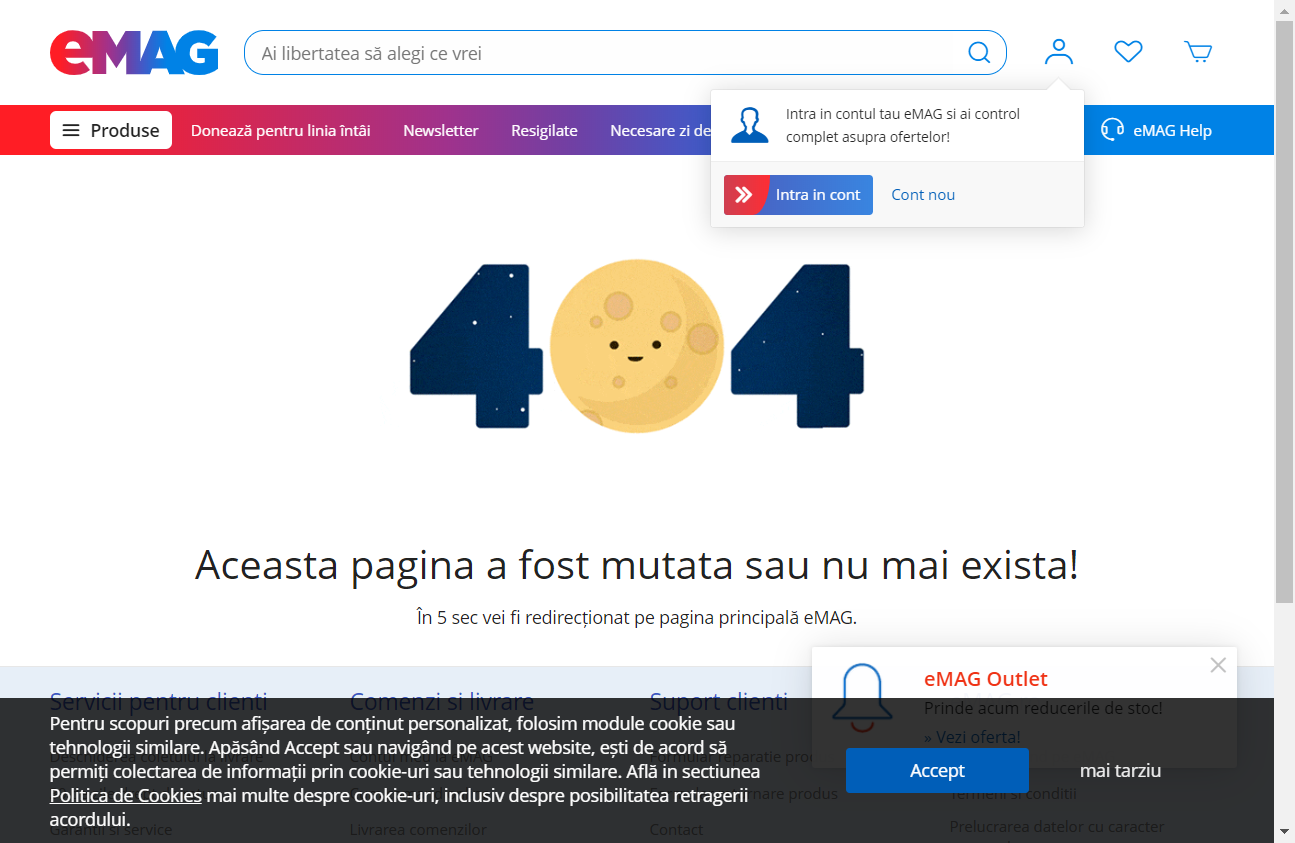 eMAG
Ai libertatea să alegi ce vrei
Produse
Donează pentru linia întâi
Newsletter
Resigilate
Necesare zi de
eMAG Help
Intra in contul tau eMAG si ai control
complet asupra ofertelor!
Intra in cont
Cont nou
404
Aceasta pagina a fost mutata sau nu mai exista!
În 5 sec vei fi redirecționat pe pagina principală eMAG.
eMAG Outlet
Prinde acum reducerile de stoc!
» Vezi oferta!
Servicii pentru clienti
Comenzi si livrare
Suport clienti
Pentru scopuri precum afișarea de conținut personalizat, folosim module cookie sau
tehnologii similare. Apăsând Accept sau navigând pe acest website, ești de acord să
permiți colectarea de informații prin cookie-uri sau tehnologii similare. Află in sectiunea
Politica de Cookies mai multe despre cookie-uri, inclusiv despre posibilitatea retragerii
acordului.
Accept
mai tarziu
Formular reparatie
Termeni si conditii
Garantii si service
Livrarea comenzilor
Contact
Prelucrarea datelor cu caracter